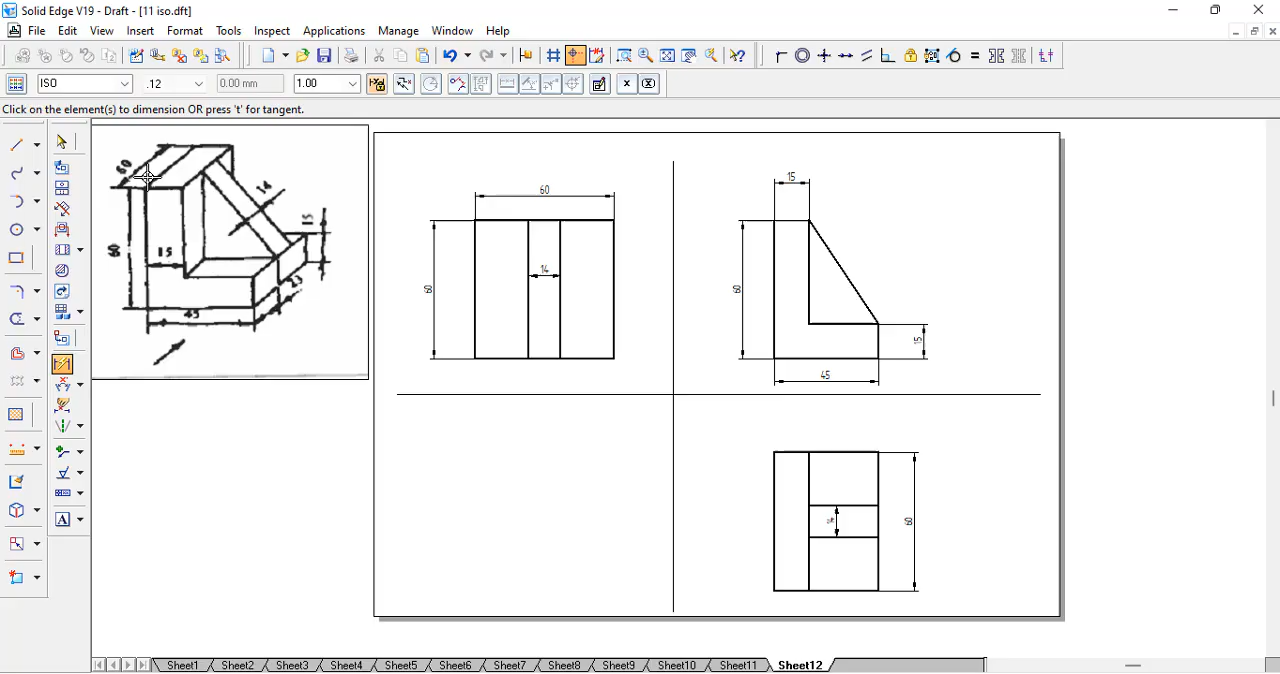 Solid Edge V19 - Draft - [11 iso.dft]
File Edit View Insert Format Tools Inspect Applications Manage Window Help
ISO .12 0.00 mm 1.00
Click on the element(s) to dimension OR press 't' for tangent.
60
14
15
60
15
23
45
60
60
14
15
60
15
45
60
14
A
Sheet1 Sheet2 Sheet3 Sheet4 Sheet5 Sheet6 Sheet7 Sheet8 Sheet9 Sheet10 Sheet11 Sheet12